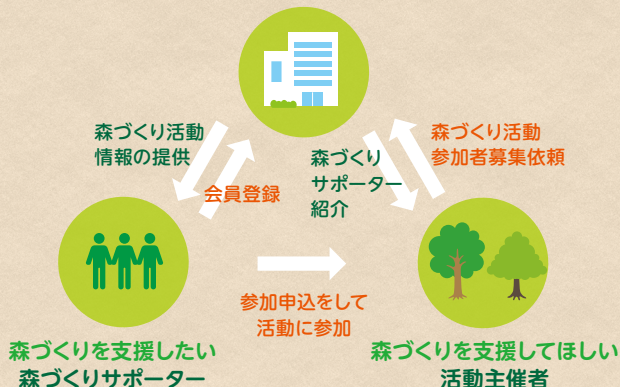 森づくり活動
情報の提供
会員登録
森づくり
サポーター
紹介
森づくり活動
参加者募集依頼
参加申込をして
活動に参加
森づくりを支援したい
森づくりサポーター
森づくりを支援してほしい
活動主催者